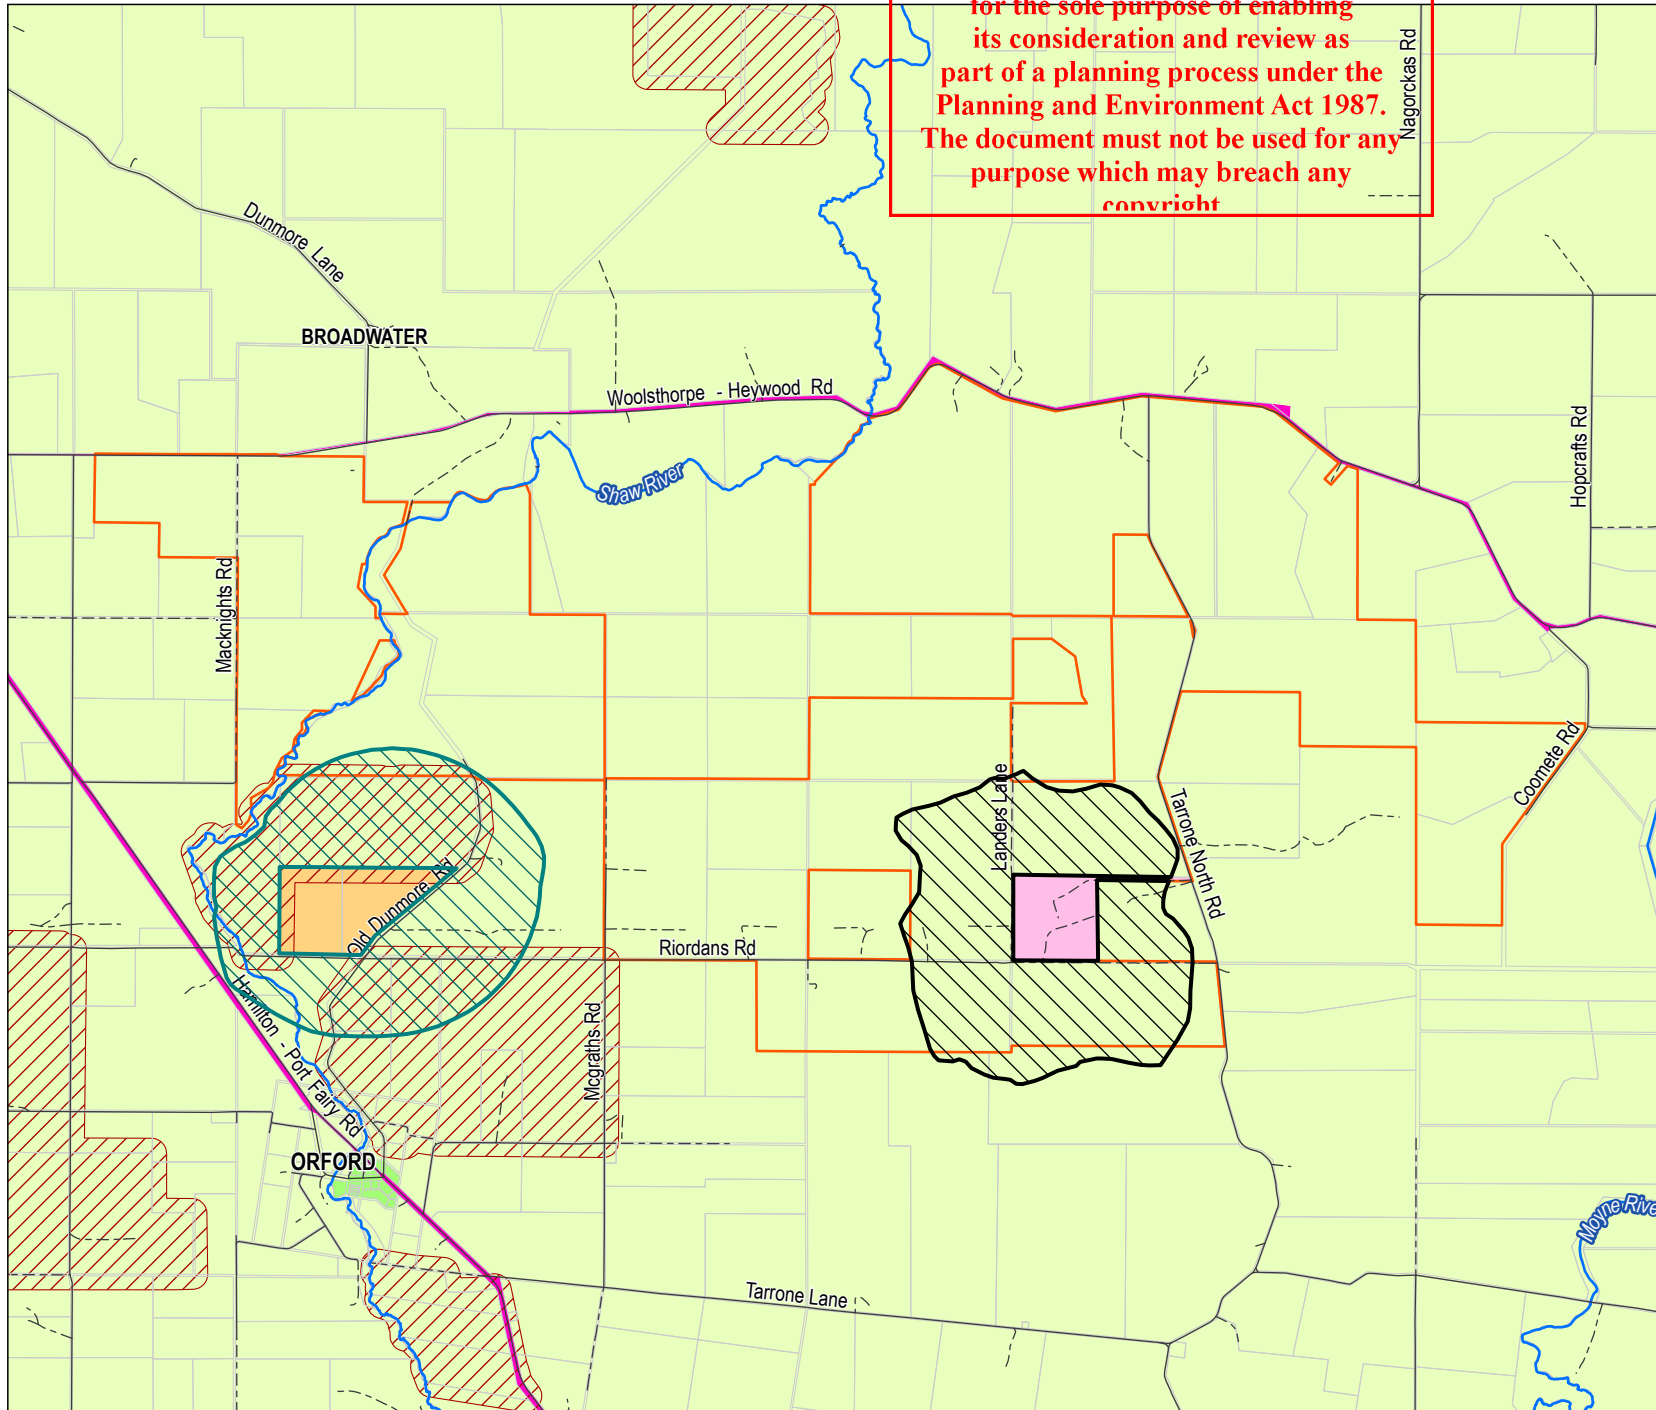 for the sole purpose of enabling
its consideration and review as
part of a planning process under the
Planning and Environment Act 1987.
The document must not be used for any
purpose which may breach any
copyright
Nagorckas Rd
Dunmore Lane
BROADWATER
Woolsthorpe - Heywood Rd
Hopcrafts Rd
Shaw River
Macknights Rd
Coomete Rd
Landers Lane
Tarrone North Rd
Old Dunmore Rd
Riordans Rd
Hamilton - Port Fairy Rd
Mcgraths Rd
ORFORD
Moyne Rive
Tarrone Lane